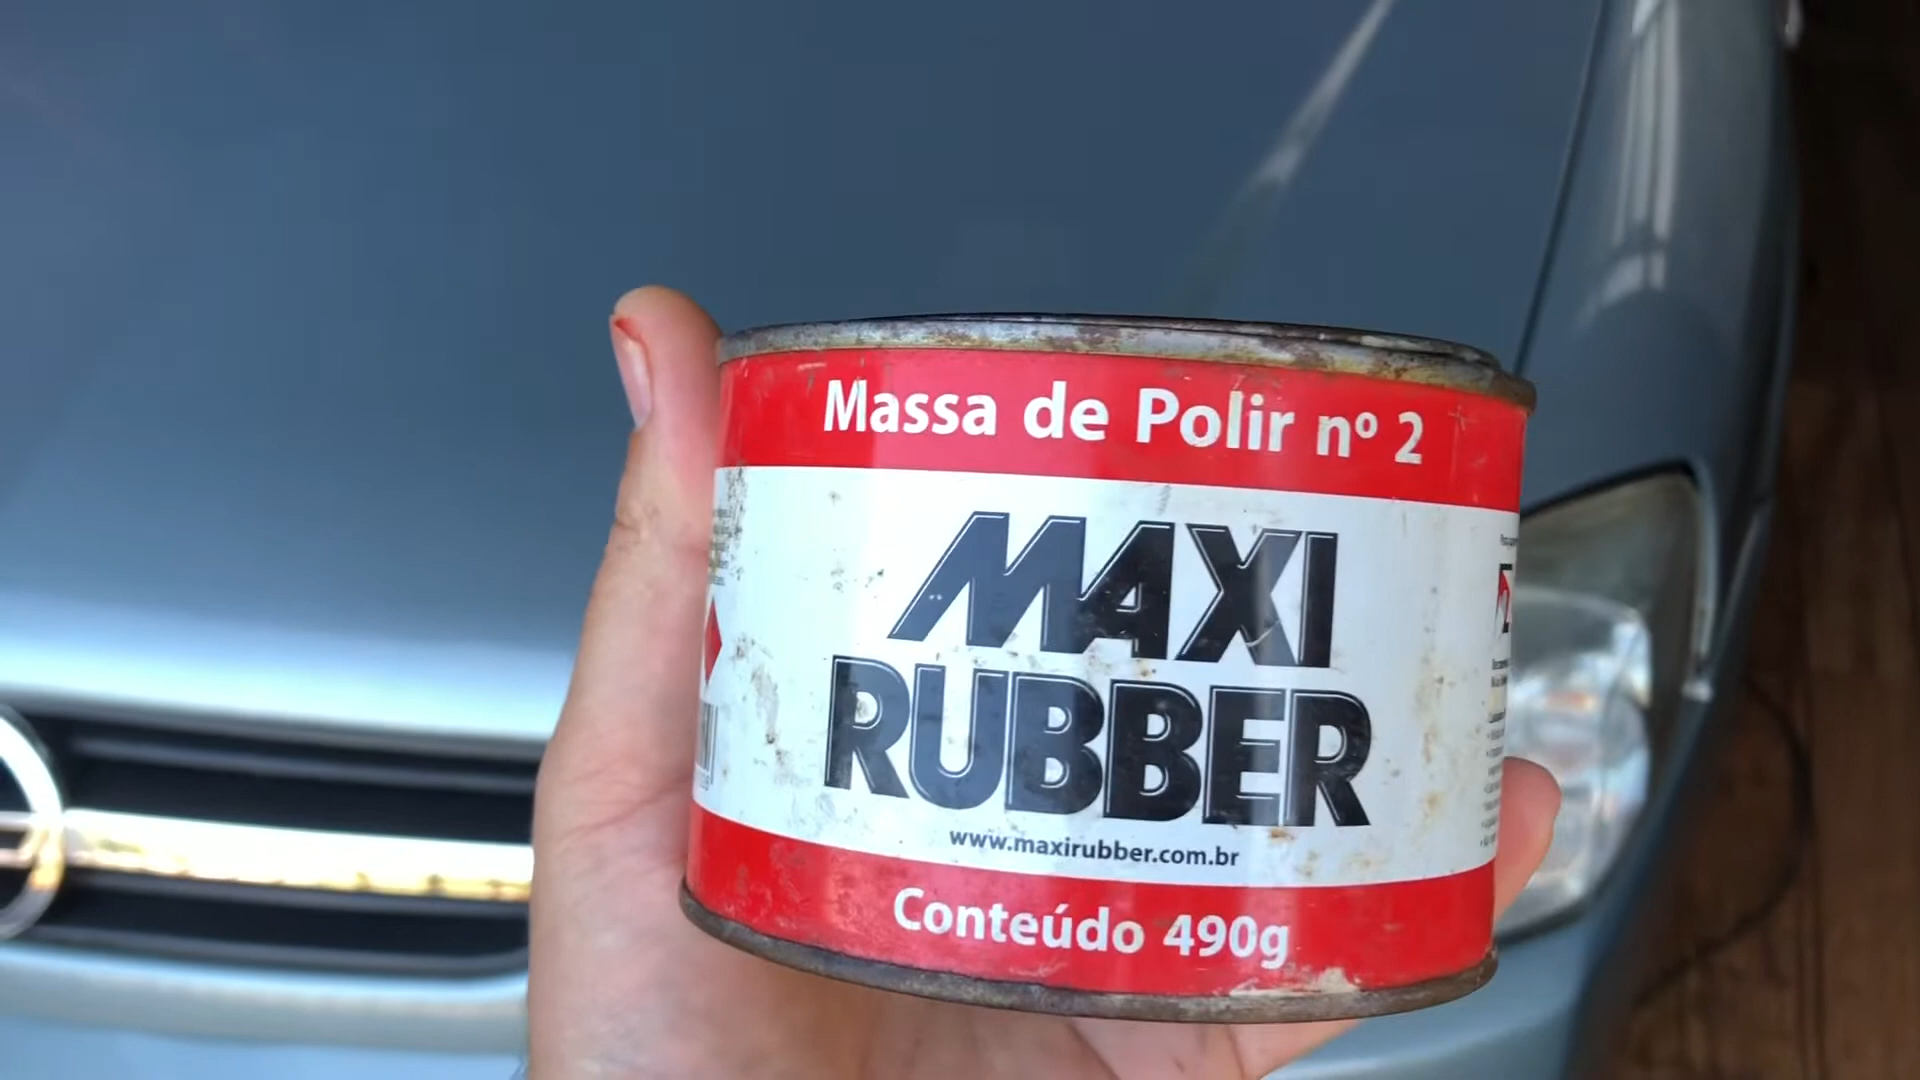 Massa de Polir nº 2
MAXI
RUBBER
www.maxirubber.com.br
Conteúdo 490g